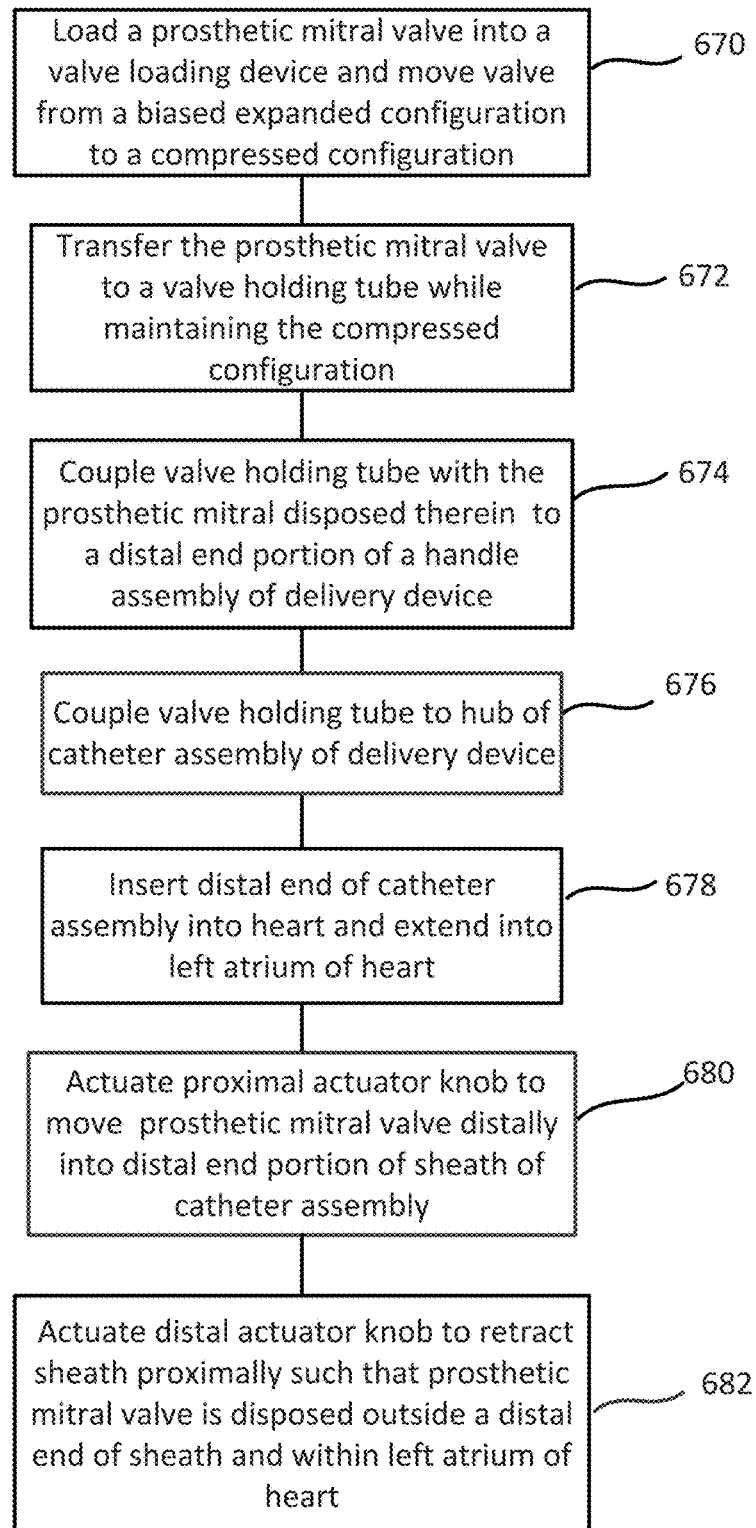 Load a prosthetic mitral valve into a
valve loading device and move valve
from a biased expanded configuration
to a compressed configuration
670
Transfer the prosthetic mitral valve
to a valve holding tube while
maintaining the compressed
configuration
672
Couple valve holding tube with the
prosthetic mitral disposed therein to
a distal end portion of a handle
assembly of delivery device
674
Couple valve holding tube to hub of
catheter assembly of delivery device
676
Insert distal end of catheter
assembly into heart and extend into
left atrium of heart
678
Actuate proximal actuator knob to
move prosthetic mitral valve distally
into distal end portion of sheath of
catheter assembly
680
Actuate distal actuator knob to retract
sheath proximally such that prosthetic
mitral valve is disposed outside a distal
end of sheath and within left atrium of
heart
682